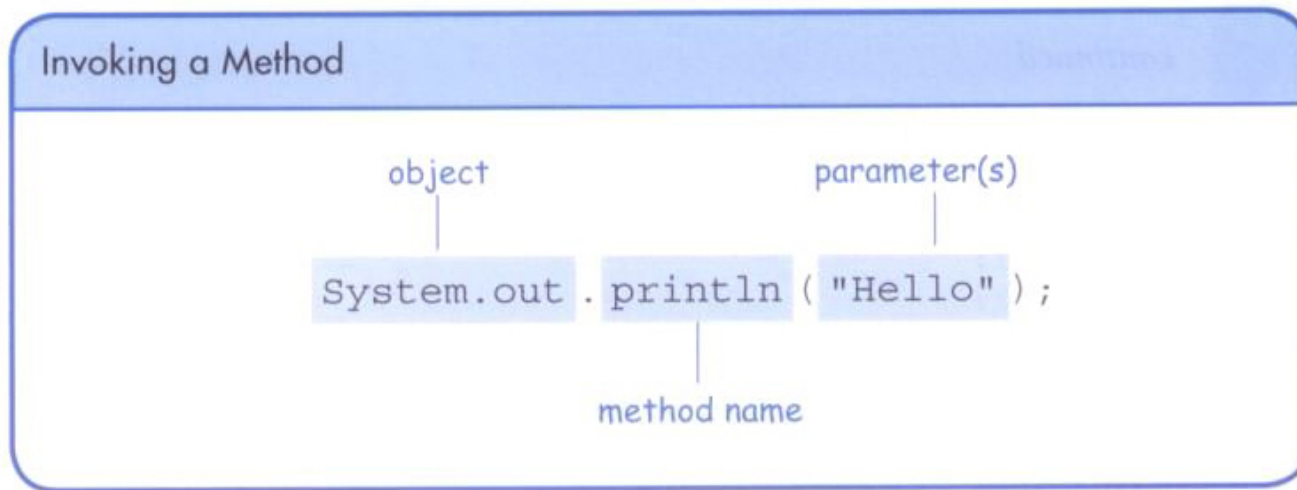 Invoking a Method
object parameter(s)
System.out.println("Hello");
method name